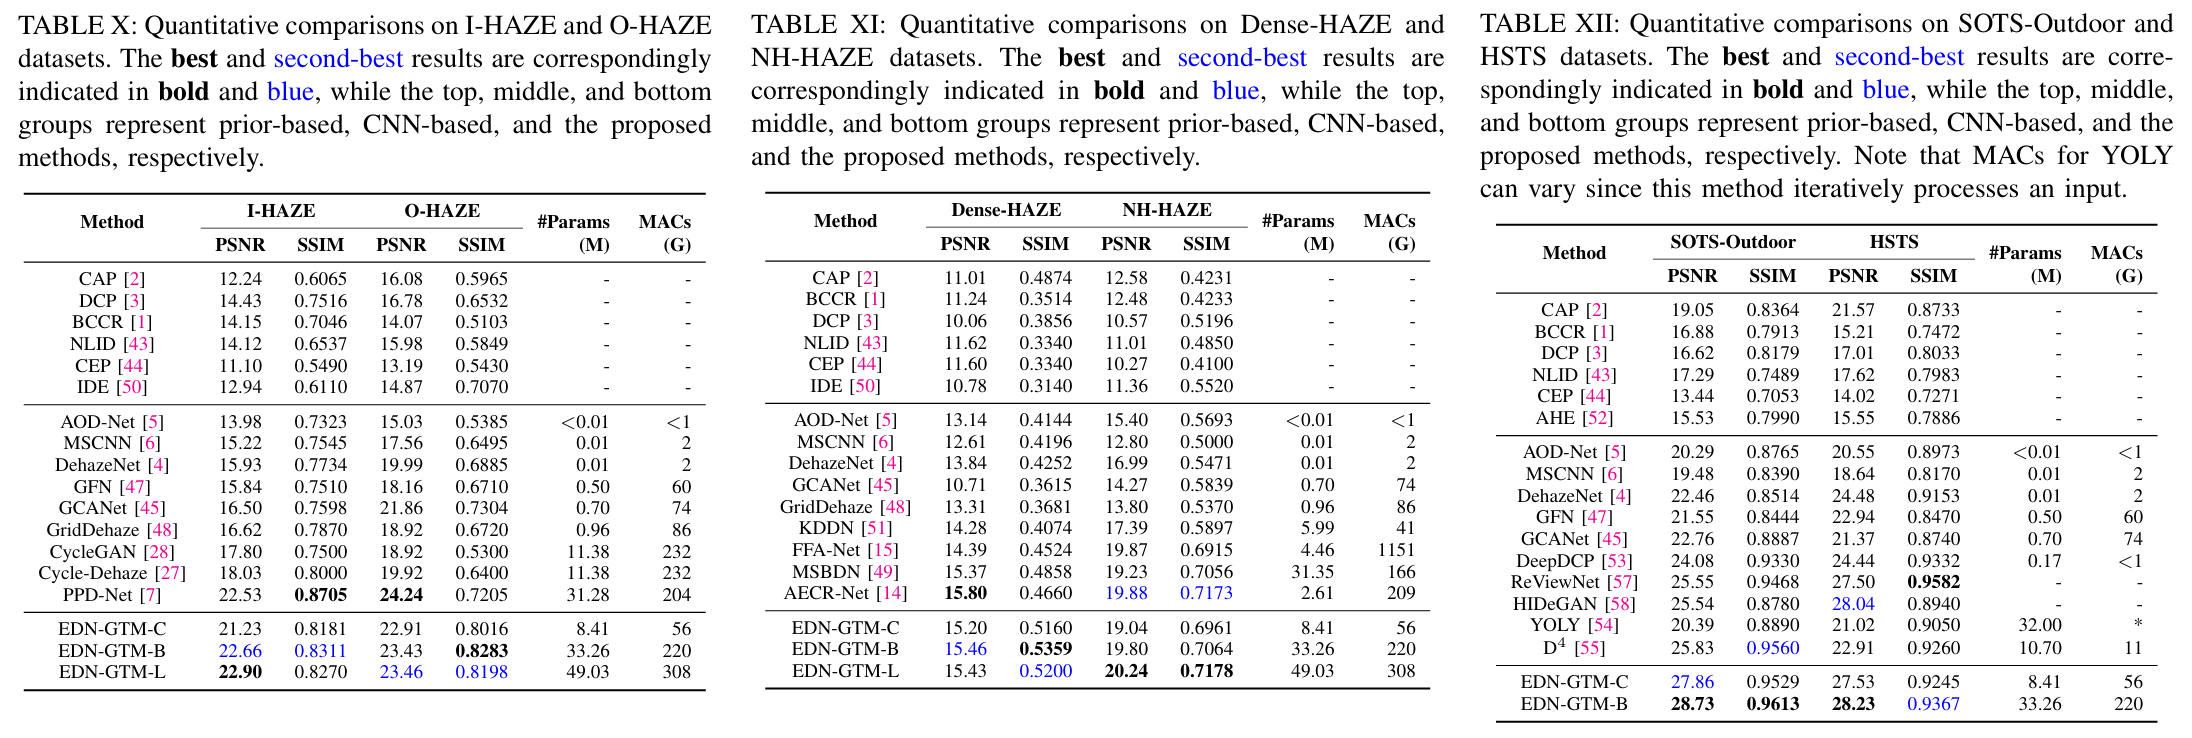 TABLE X: Quantitative comparisons on I-HAZE and O-HAZE
datasets. The best and second-best results are correspondingly
indicated in bold and blue, while the top, middle, and bottom
groups represent prior-based, CNN-based, and the proposed
methods, respectively.
Method I-HAZE O-HAZE #Params (M) MACs (G)
PSNR SSIM PSNR SSIM
CAP [2] 12.24 0.6065 16.08 0.5965 - -
DCP [3] 14.43 0.7516 16.78 0.6532 - -
BCCR [1] 14.15 0.7046 14.07 0.5103 - -
NLID [43] 14.12 0.6537 15.98 0.5849 - -
CEP [44] 11.10 0.5490 13.19 0.5430 - -
IDE [50] 12.94 0.6110 14.87 0.7070 - -
AOD-Net [5] 13.98 0.7323 15.03 0.5385 <0.01 <1
MSCNN [6] 15.22 0.7545 17.56 0.6495 0.01 2
DehazeNet [4] 15.93 0.7734 19.99 0.6885 0.01 2
GFN [47] 15.84 0.7510 18.16 0.6710 0.50 60
GCANet [45] 16.50 0.7598 21.86 0.7304 0.70 74
GridDehaze [48] 16.62 0.7870 18.92 0.6720 0.96 86
CycleGAN [28] 17.80 0.7500 18.92 0.5300 11.38 232
Cycle-Dehaze [27] 18.03 0.8000 19.92 0.6400 11.38 232
PPD-Net [7] 22.53 0.8705 24.24 0.7205 31.28 204
EDN-GTM-C 21.23 0.8181 22.91 0.8016 8.41 56
EDN-GTM-B 22.66 0.8311 23.43 0.8283 33.26 220
EDN-GTM-L 22.90 0.8270 23.46 0.8198 49.03 308
TABLE XI: Quantitative comparisons on Dense-HAZE and
NH-HAZE datasets. The best and second-best results are
correspondingly indicated in bold and blue, while the top,
middle, and bottom groups represent prior-based, CNN-based,
and the proposed methods, respectively.
Method Dense-HAZE NH-HAZE #Params (M) MACs (G)
PSNR SSIM PSNR SSIM
CAP [2] 11.01 0.4874 12.58 0.4231 - -
BCCR [1] 11.24 0.3514 12.48 0.4233 - -
DCP [3] 10.06 0.3856 10.57 0.5196 - -
NLID [43] 11.62 0.3340 11.01 0.4850 - -
CEP [44] 11.60 0.3340 10.27 0.4100 - -
IDE [50] 10.78 0.3140 11.36 0.5520 - -
AOD-Net [5] 13.14 0.4144 15.40 0.5693 <0.01 <1
MSCNN [6] 12.61 0.4196 12.80 0.5000 0.01 2
DehazeNet [4] 13.84 0.4252 16.99 0.5471 0.01 2
GCANet [45] 10.71 0.3615 14.27 0.5839 0.70 74
GridDehaze [48] 13.31 0.3681 13.80 0.5370 0.96 86
KDDN [51] 14.28 0.4074 17.39 0.5897 5.99 41
FFA-Net [15] 14.39 0.4524 19.87 0.6915 4.46 1151
MSBDN [49] 15.37 0.4858 19.23 0.7056 31.35 166
AECR-Net [14] 15.80 0.4660 19.88 0.7173 2.61 209
EDN-GTM-C 15.20 0.5160 19.04 0.6961 8.41 56
EDN-GTM-B 15.46 0.5359 19.80 0.7064 33.26 220
EDN-GTM-L 15.43 0.5200 20.24 0.7178 49.03 308
TABLE XII: Quantitative comparisons on SOTS-Outdoor and
HSTS datasets. The best and second-best results are corre-
spondingly indicated in bold and blue, while the top, middle,
and bottom groups represent prior-based, CNN-based, and the
proposed methods, respectively. Note that MACs for YOLY
can vary since this method iteratively processes an input.
Method SOTS-Outdoor HSTS #Params (M) MACs (G)
PSNR SSIM PSNR SSIM
CAP [2] 19.05 0.8364 21.57 0.8733 - -
BCCR [1] 16.88 0.7913 15.21 0.7472 - -
DCP [3] 16.62 0.8179 17.01 0.8033 - -
NLID [43] 17.29 0.7489 17.62 0.7983 - -
CEP [44] 13.44 0.7053 14.02 0.7271 - -
AHE [52] 15.53 0.7990 15.55 0.7886 - -
AOD-Net [5] 20.29 0.8765 20.55 0.8973 <0.01 <1
MSCNN [6] 19.48 0.8390 18.64 0.8170 0.01 2
DehazeNet [4] 22.46 0.8514 24.48 0.9153 0.01 2
GFN [47] 21.55 0.8444 22.94 0.8470 0.50 60
GCANet [45] 22.76 0.8887 21.37 0.8740 0.70 74
DeepDCP [53] 24.08 0.9330 24.44 0.9332 0.17 <1
ReViewNet [57] 25.55 0.9468 27.50 0.9582 - -
HIDeGAN [58] 25.54 0.8780 28.04 0.8940 - -
YOLY [54] 20.39 0.8890 21.02 0.9050 32.00 *
D⁴ [55] 25.83 0.9560 22.91 0.9260 10.70 11
EDN-GTM-C 27.86 0.9529 27.53 0.9245 8.41 56
EDN-GTM-B 28.73 0.9613 28.23 0.9367 33.26 220